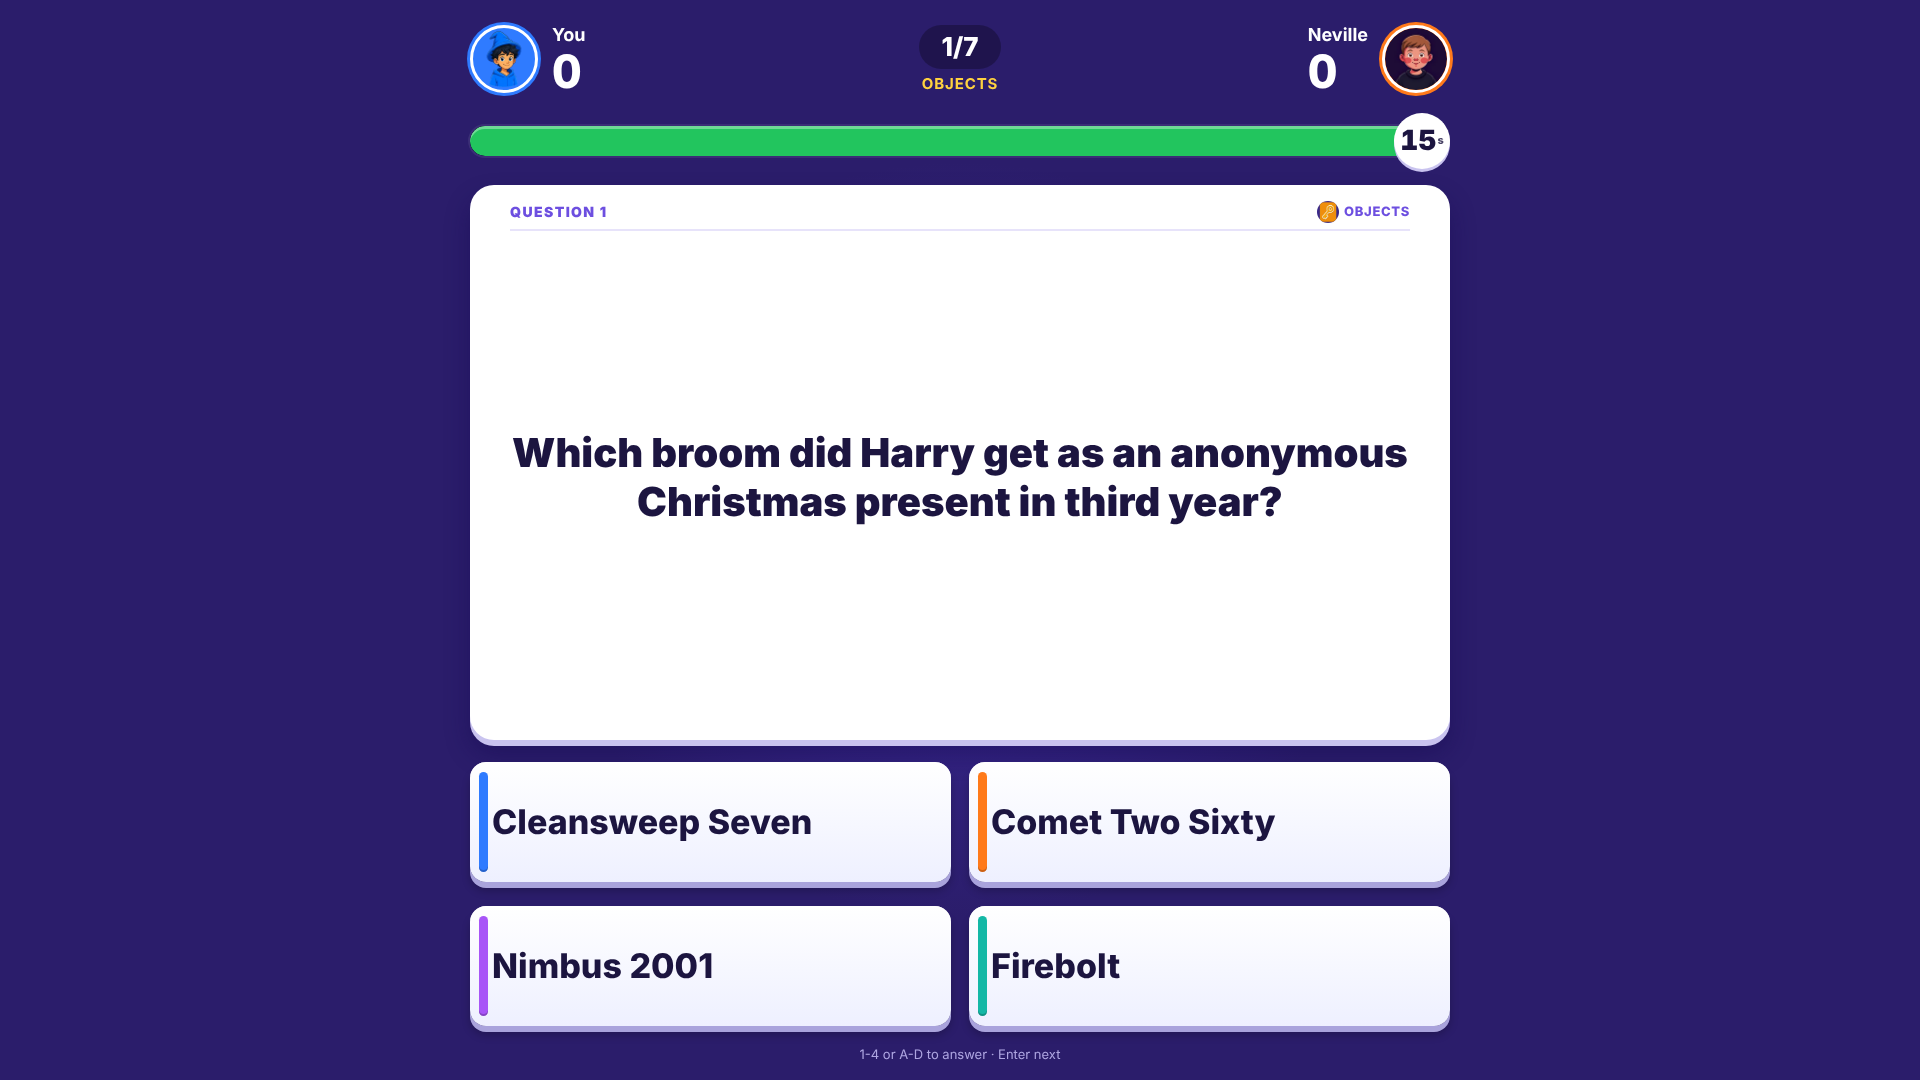 You
0
1/7
OBJECTS
Neville
0
15s
QUESTION 1
OBJECTS
Which broom did Harry get as an anonymous
Christmas present in third year?
Cleansweep Seven
Comet Two Sixty
Nimbus 2001
Firebolt
1-4 or A-D to answer · Enter next